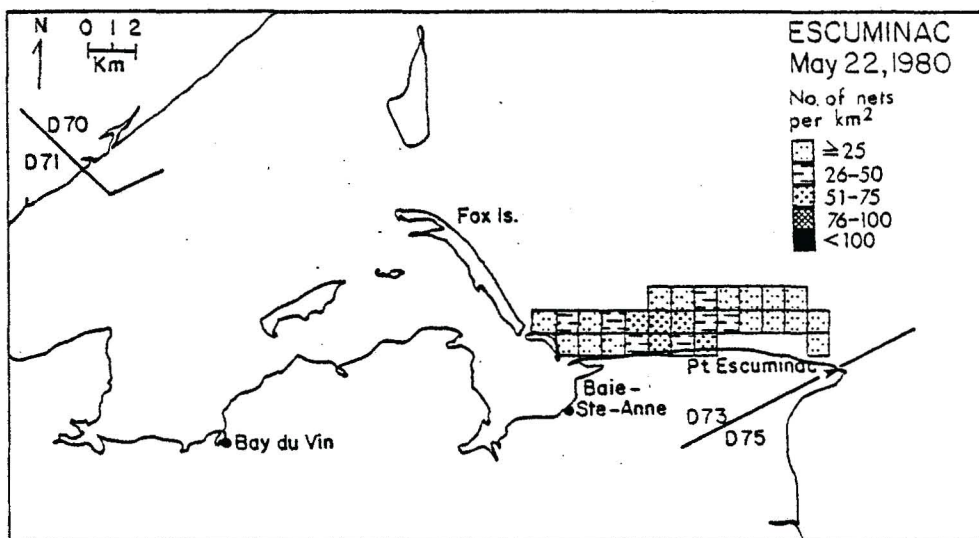 N
0 1 2
Km
ESCUMINAC
May 22, 1980
No. of nets
per km²
≧25
26-50
51-75
76-100
<100
D70
D71
Fox Is.
Pt Escuminac
Baie-
Ste-Anne
D73
D75
Bay du Vin